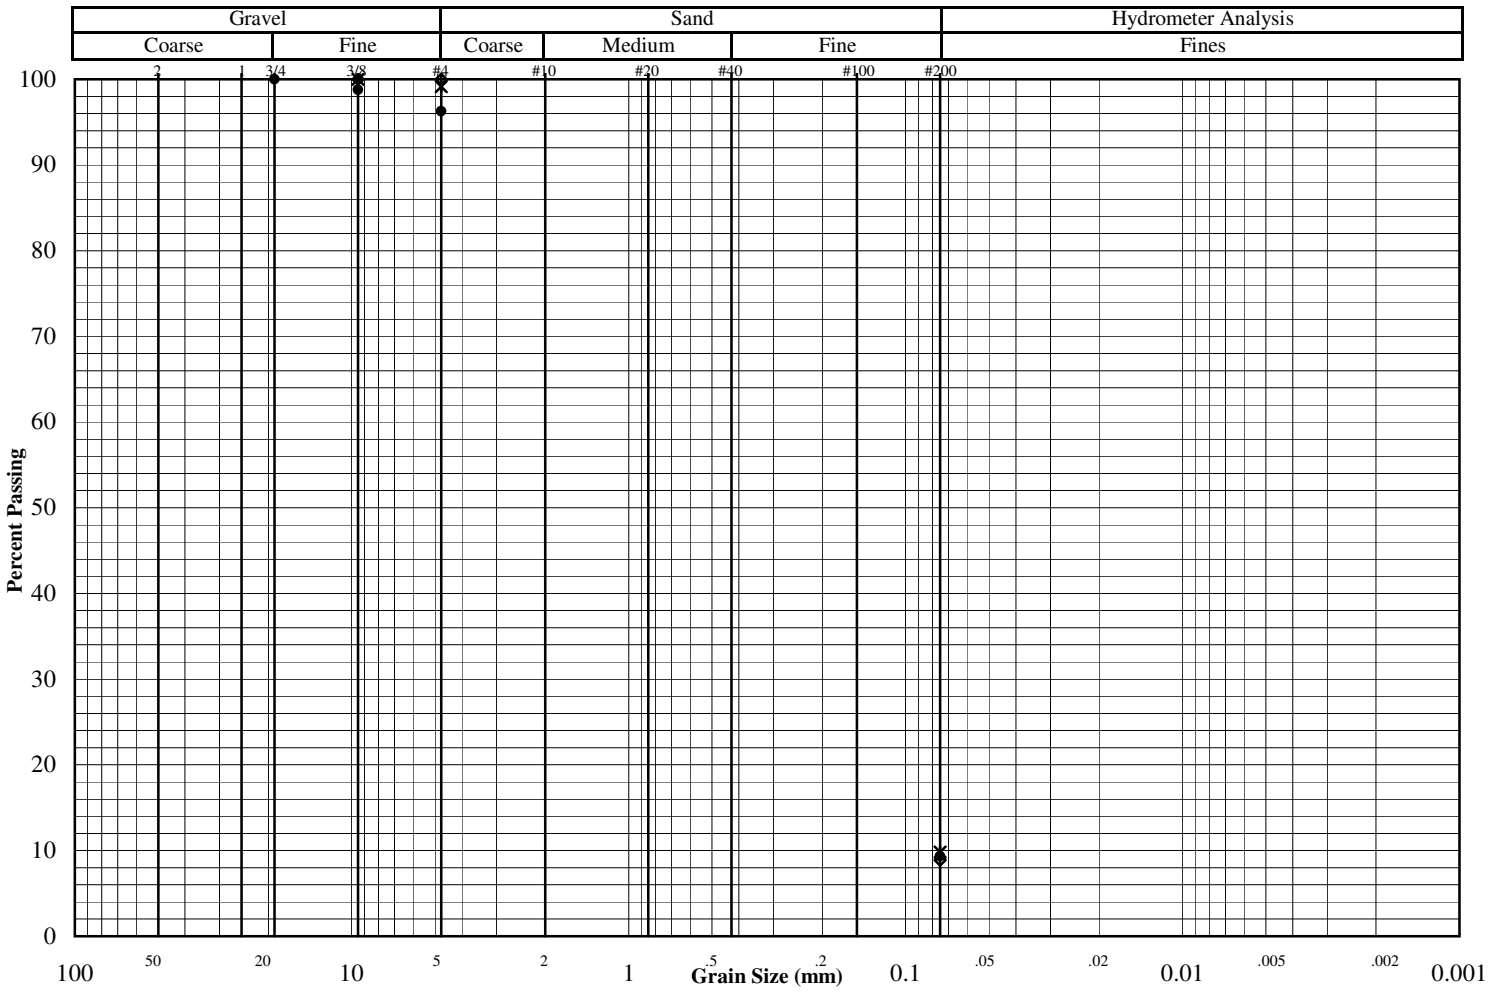 Gravel Sand Hydrometer Analysis
Coarse Fine Coarse Medium Fine Fines
2 1 3/4 3/8 #4 #10 #20 #40 #100 #200
100
90
80
70
60
50
40
30
20
10
0
Percent Passing
50 20 5 2 .5 .2 .05 .02 .005 .002
100 10 1 0.1 0.01 0.001
Grain Size (mm)